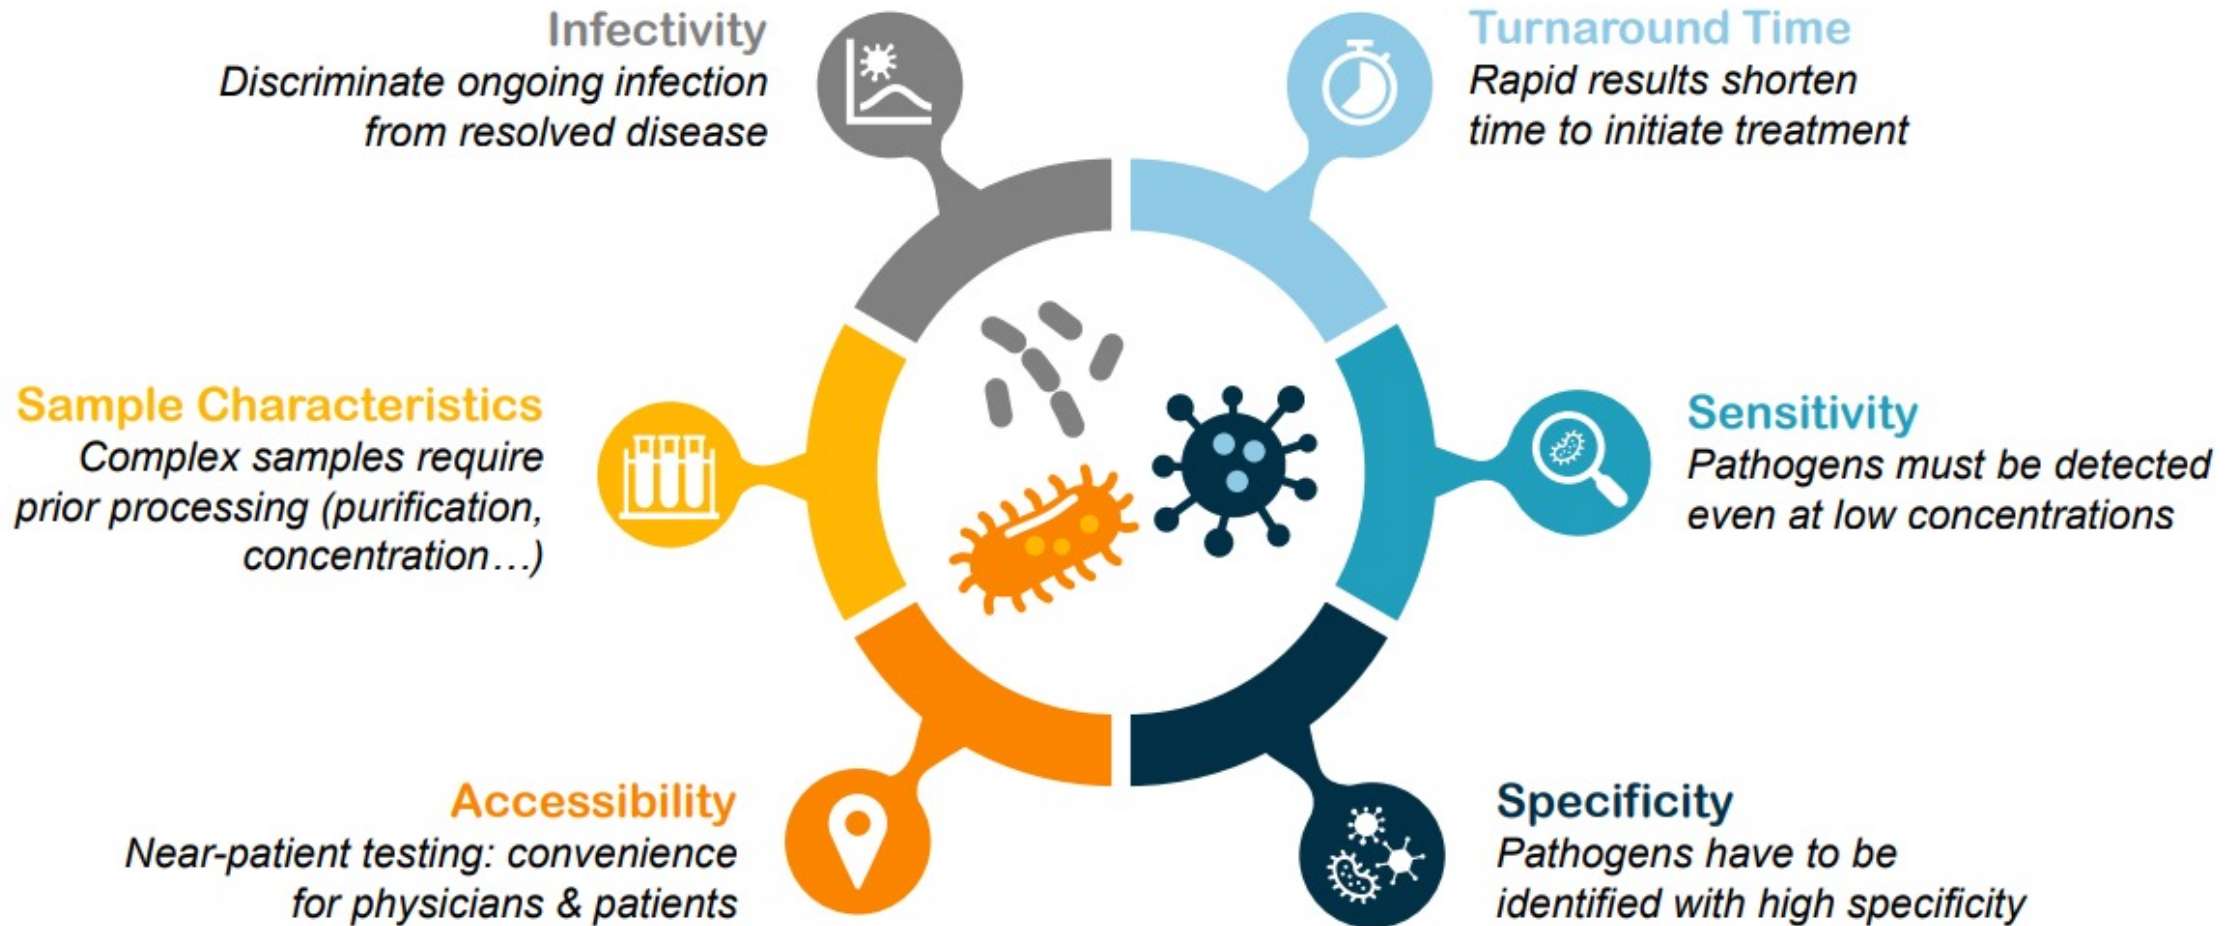 Infectivity
Discriminate ongoing infection
from resolved disease
Turnaround Time
Rapid results shorten
time to initiate treatment
Sample Characteristics
Complex samples require
prior processing (purification,
concentration…)
Sensitivity
Pathogens must be detected
even at low concentrations
Accessibility
Near-patient testing: convenience
for physicians & patients
Specificity
Pathogens have to be
identified with high specificity